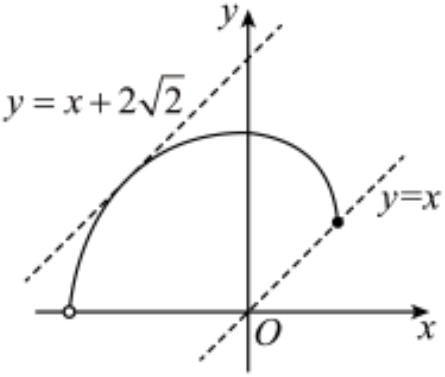 y
y = x + 2√2
y=x
O
x